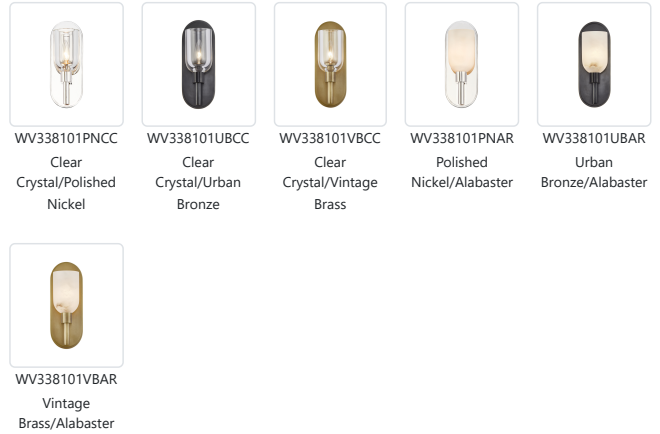 WV338101PNCC
Clear
Crystal/Polished
Nickel
WV338101UBCC
Clear
Crystal/Urban
Bronze
WV338101VBCC
Clear
Crystal/Vintage
Brass
WV338101PNAR
Polished
Nickel/Alabaster
WV338101UBAR
Urban
Bronze/Alabaster
WV338101VBAR
Vintage
Brass/Alabaster